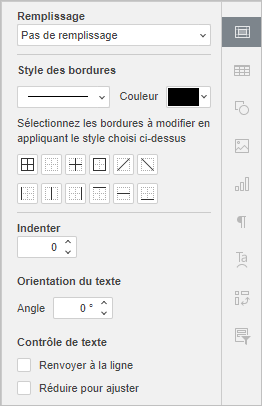 Remplissage
Pas de remplissage
Style des bordures
Couleur
Sélectionnez les bordures à modifier en
appliquant le style choisi ci-dessus
Indenter
0
Orientation du texte
Angle 0 °
Contrôle de texte
Renvoyer à la ligne
Réduire pour ajuster
Ta